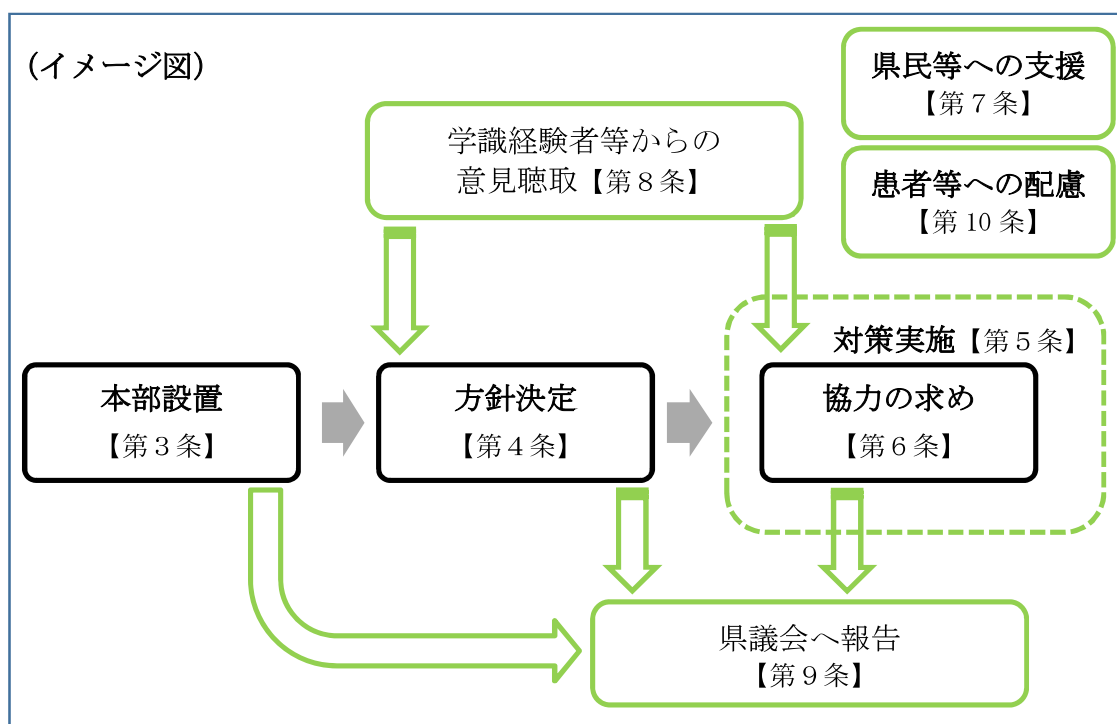 (イメージ図)
県民等への支援
【第７条】
学識経験者等からの
意見聴取【第８条】
患者等への配慮
【第 10 条】
対策実施【第５条】
本部設置
【第３条】
方針決定
【第４条】
協力の求め
【第６条】
県議会へ報告
【第９条】